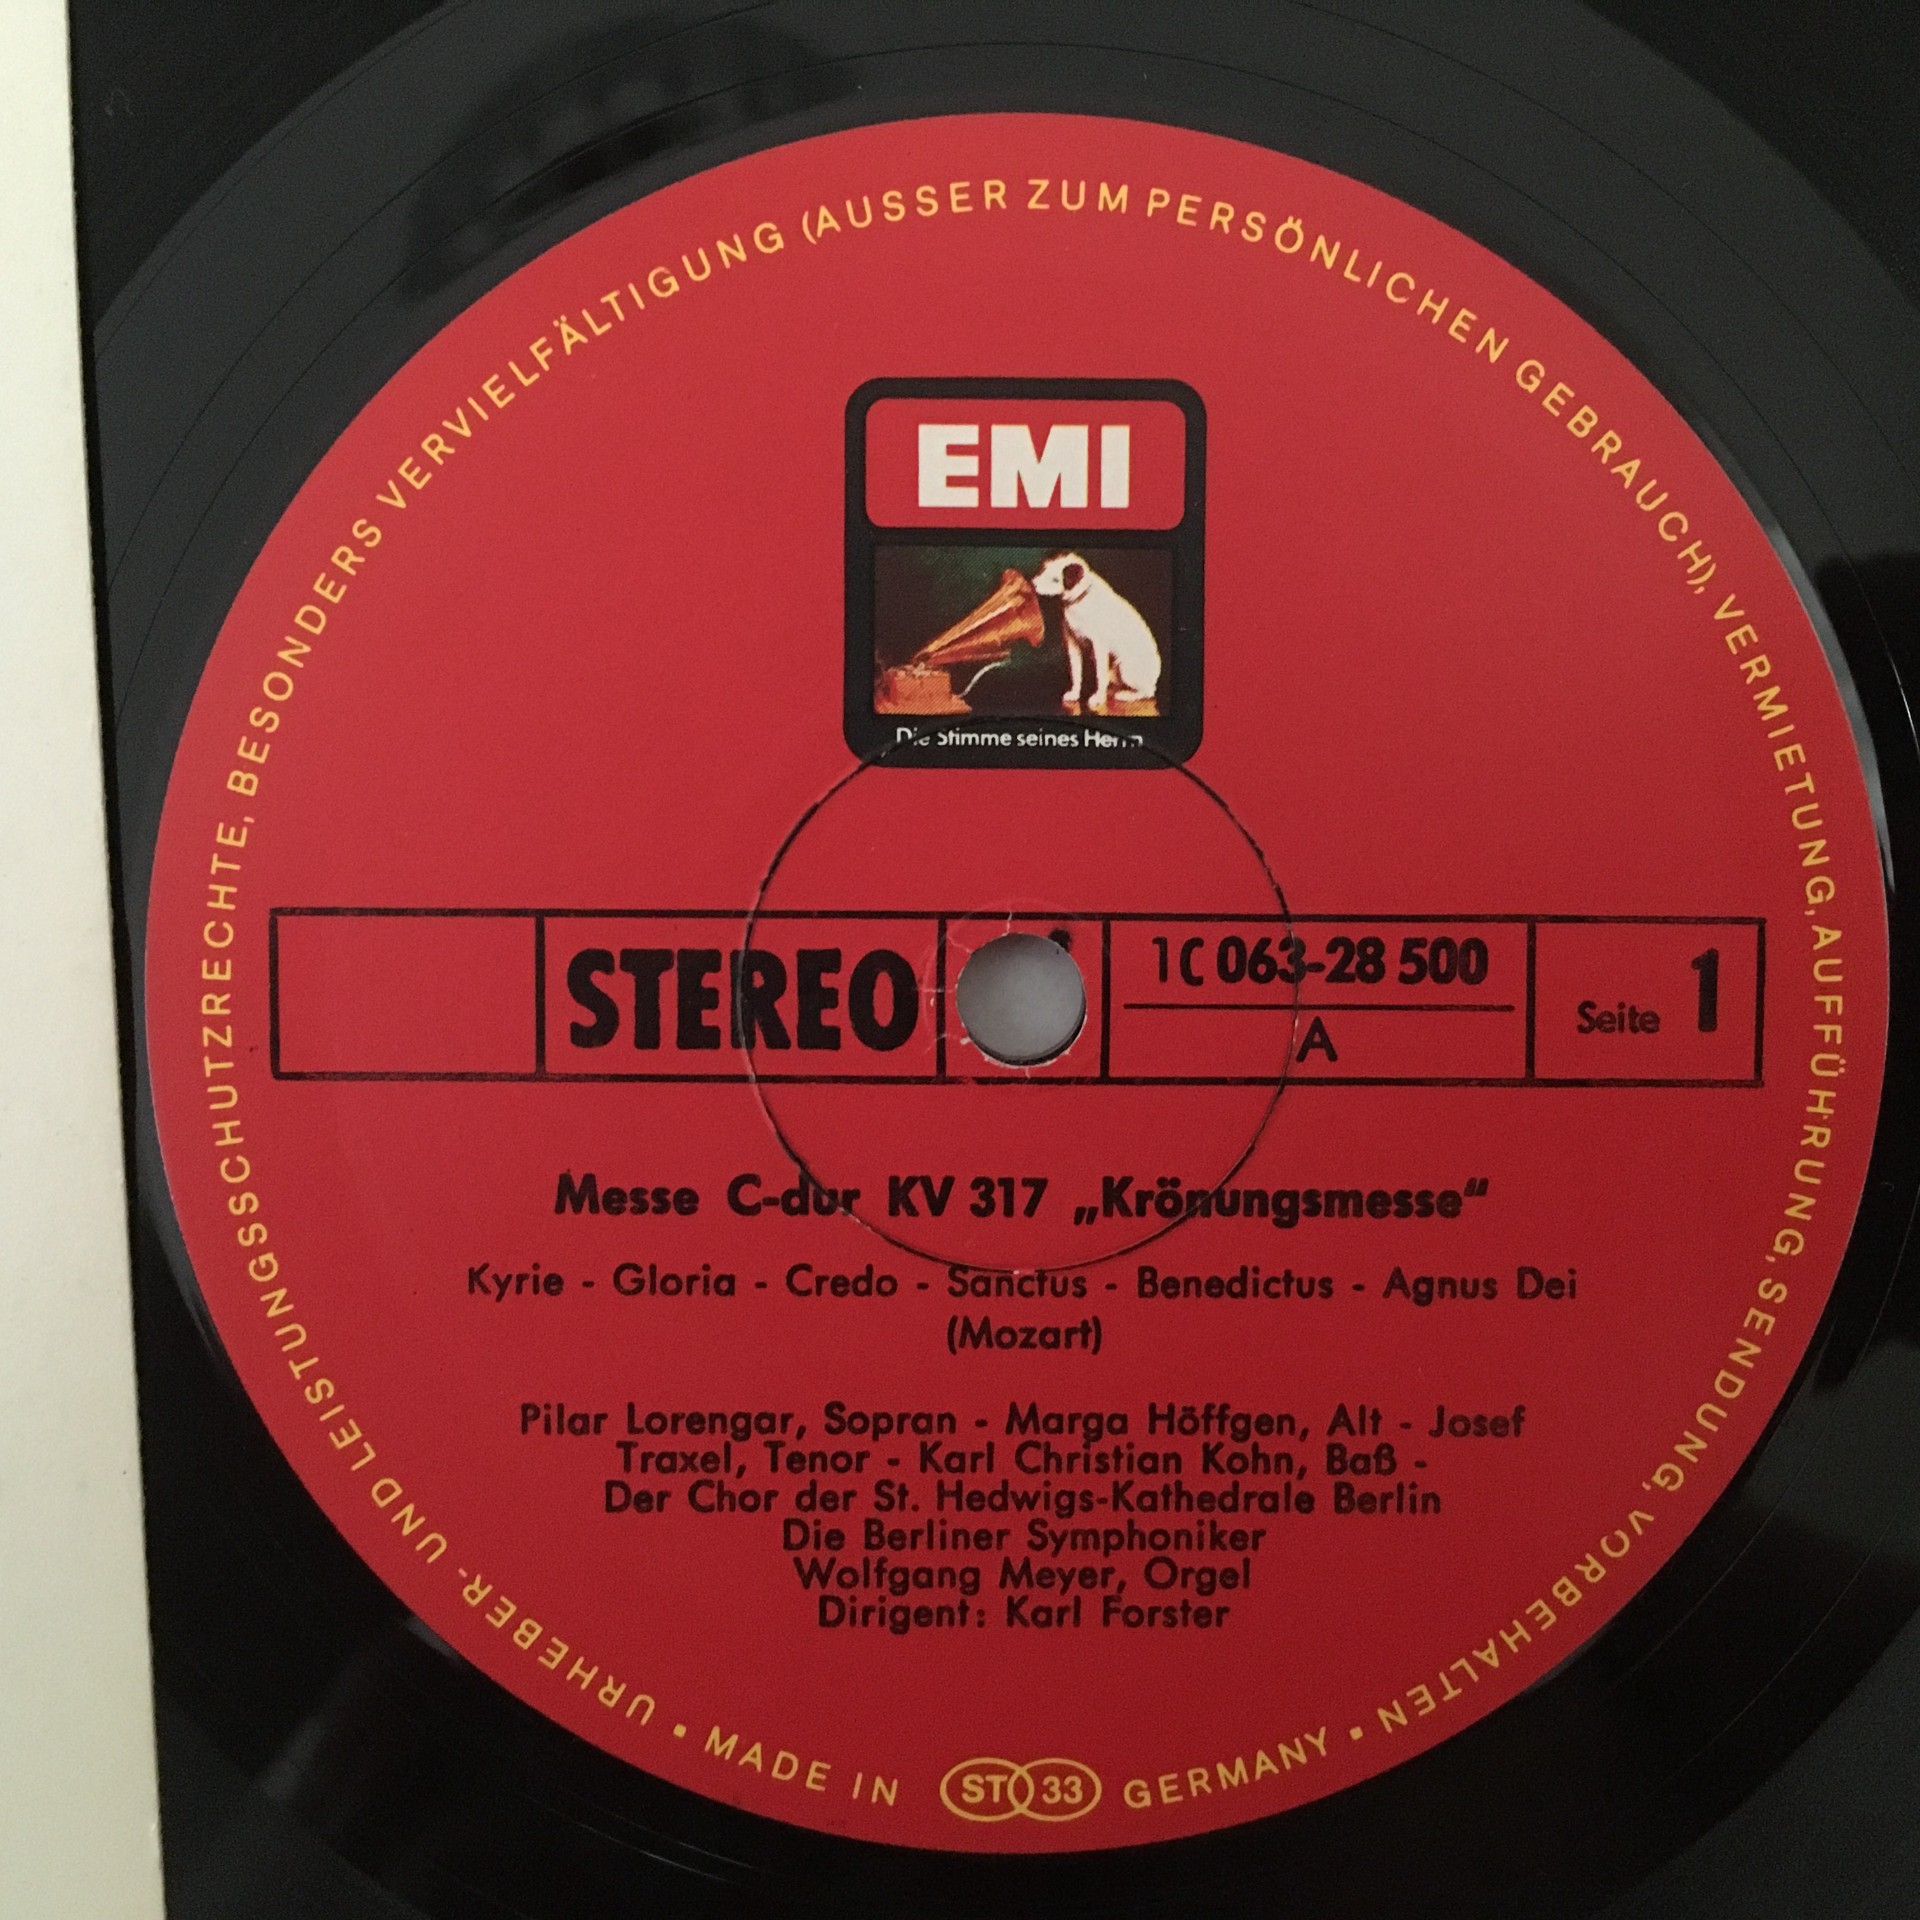 URHEBER- UND LEISTUNGSSCHUTZRECHTE, BESONDERS VERVIELFÄLTIGUNG (AUSSER ZUM PERSÖNLICHEN GEBRAUCH), VERMIETUNG, AUFFÜHRUNG, SENDUNG, VORBEHALTEN
EMI
Die Stimme seines Herrn
STEREO
1C 063-28 500
A
Seite 1
Messe C-dur KV 317 „Krönungsmesse“
Kyrie - Gloria - Credo - Sanctus - Benedictus - Agnus Dei
(Mozart)
Pilar Lorengar, Sopran - Marga Höffgen, Alt - Josef
Traxel, Tenor - Karl Christian Kohn, Baß -
Der Chor der St. Hedwigs-Kathedrale Berlin
Die Berliner Symphoniker
Wolfgang Meyer, Orgel
Dirigent: Karl Forster
• MADE IN ST 33 GERMANY •